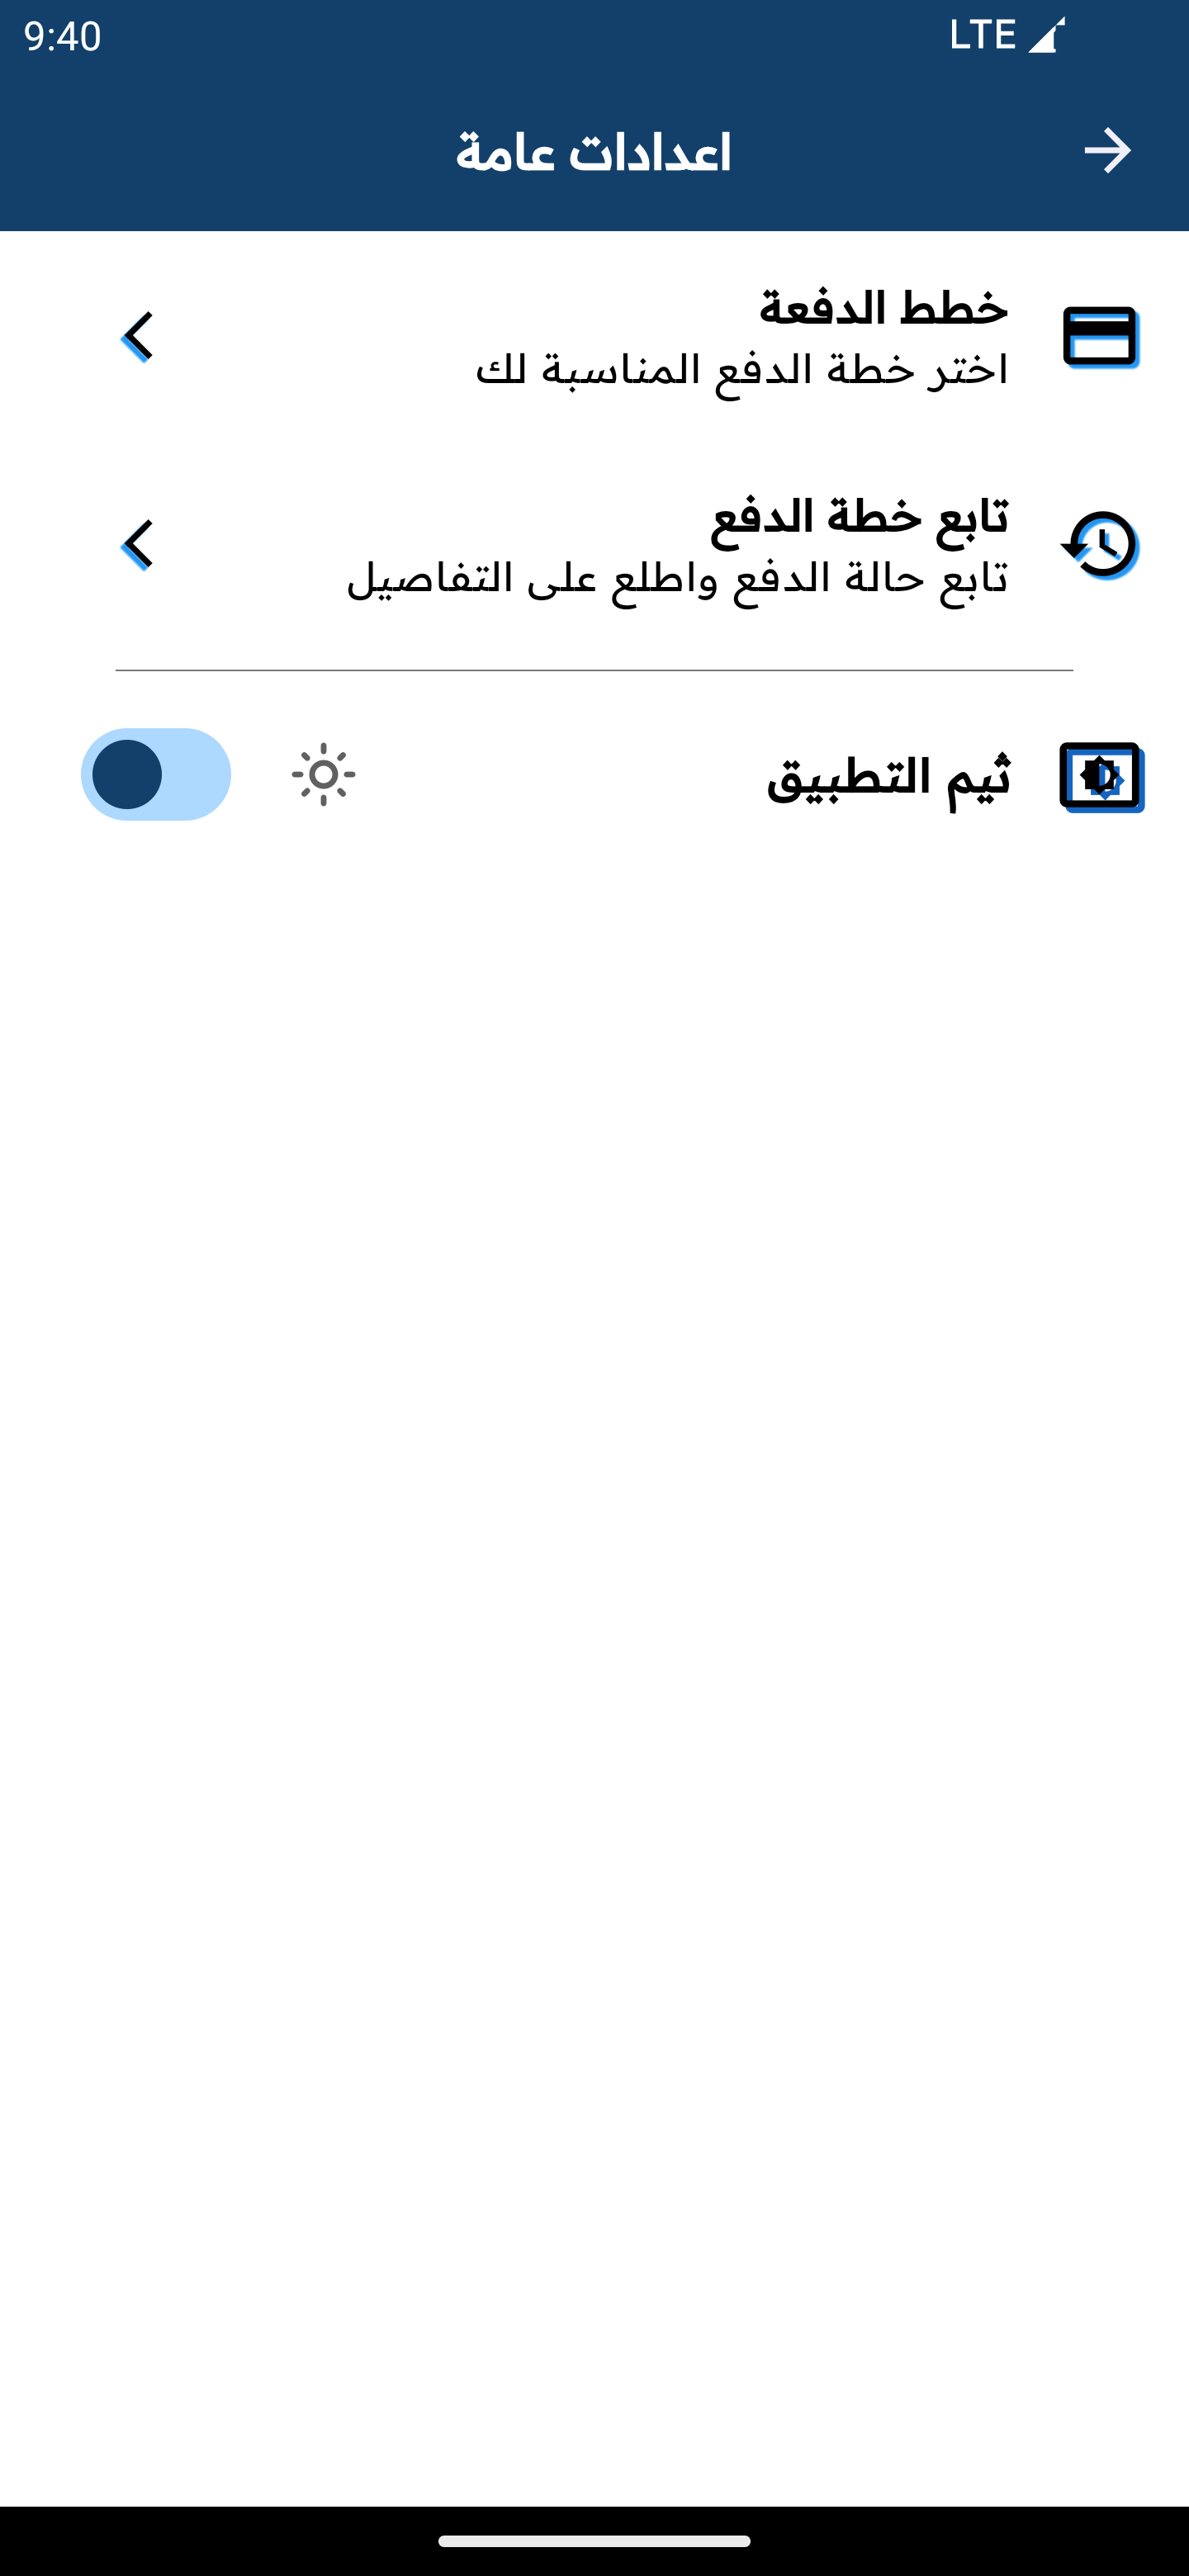 9:40
LTE
اعدادات عامة
خطط الدفعة
اختر خطة الدفع المناسبة لك
تابع خطة الدفع
تابع حالة الدفع واطلع على التفاصيل
ثيم التطبيق